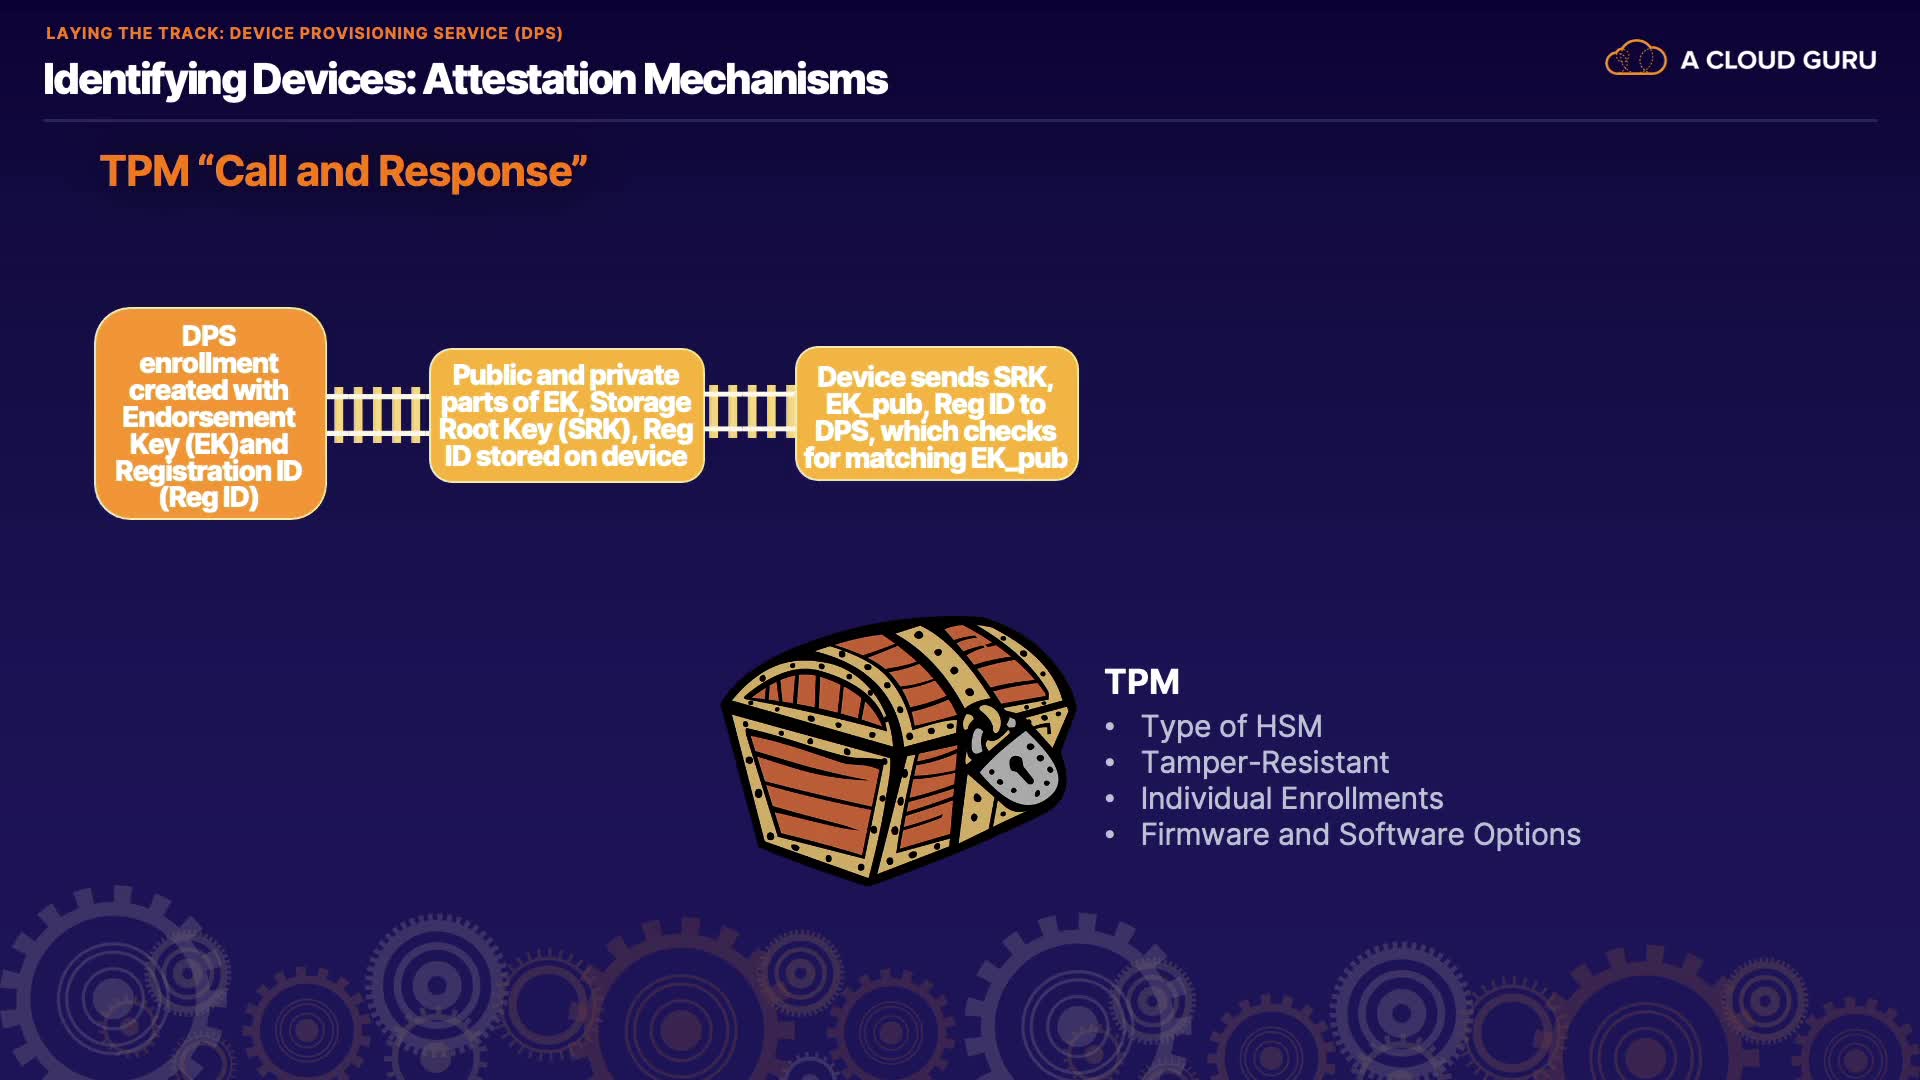 LAYING THE TRACK: DEVICE PROVISIONING SERVICE (DPS)
Identifying Devices: Attestation Mechanisms
A CLOUD GURU
TPM “Call and Response”
DPS
enrollment
created with
Endorsement
Key (EK)and
Registration ID
(Reg ID)
Public and private
parts of EK, Storage
Root Key (SRK), Reg
ID stored on device
Device sends SRK,
EK_pub, Reg ID to
DPS, which checks
for matching EK_pub
TPM
• Type of HSM
• Tamper-Resistant
• Individual Enrollments
• Firmware and Software Options